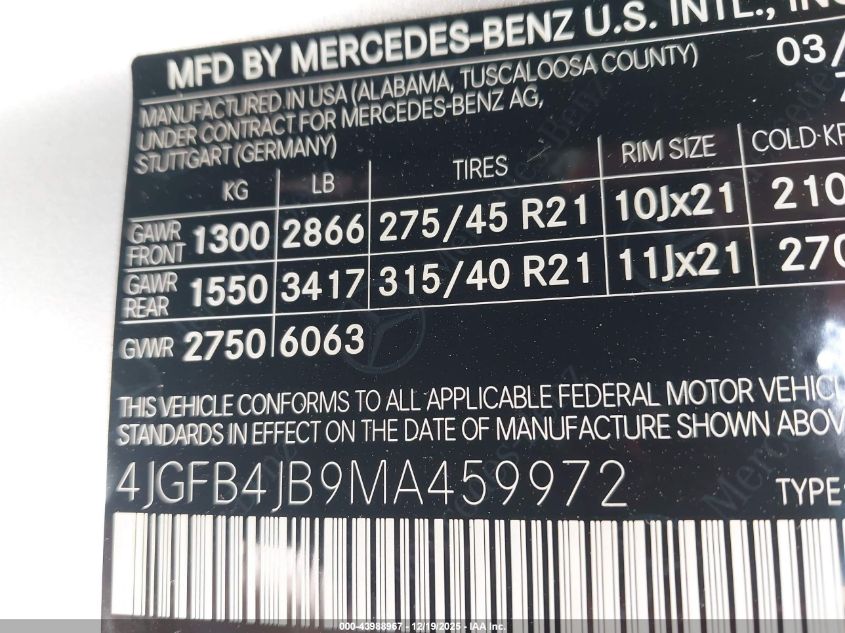 MFD BY MERCEDES-BENZ U.S. INTL., INC
MANUFACTURED IN USA (ALABAMA, TUSCALOOSA COUNTY)
UNDER CONTRACT FOR MERCEDES-BENZ AG,
STUTTGART (GERMANY)
03/
KG LB TIRES RIM SIZE COLD-KP
GAWR FRONT 1300 2866 275/45 R21 10Jx21 210
GAWR REAR 1550 3417 315/40 R21 11Jx21 270
GVWR 2750 6063
THIS VEHICLE CONFORMS TO ALL APPLICABLE FEDERAL MOTOR VEHIC
STANDARDS IN EFFECT ON THE DATE OF MANUFACTURE SHOWN ABOV
4JGFB4JB9MA459972 TYPE:
000-43988967 - 12/19/2025 - IAA Inc.